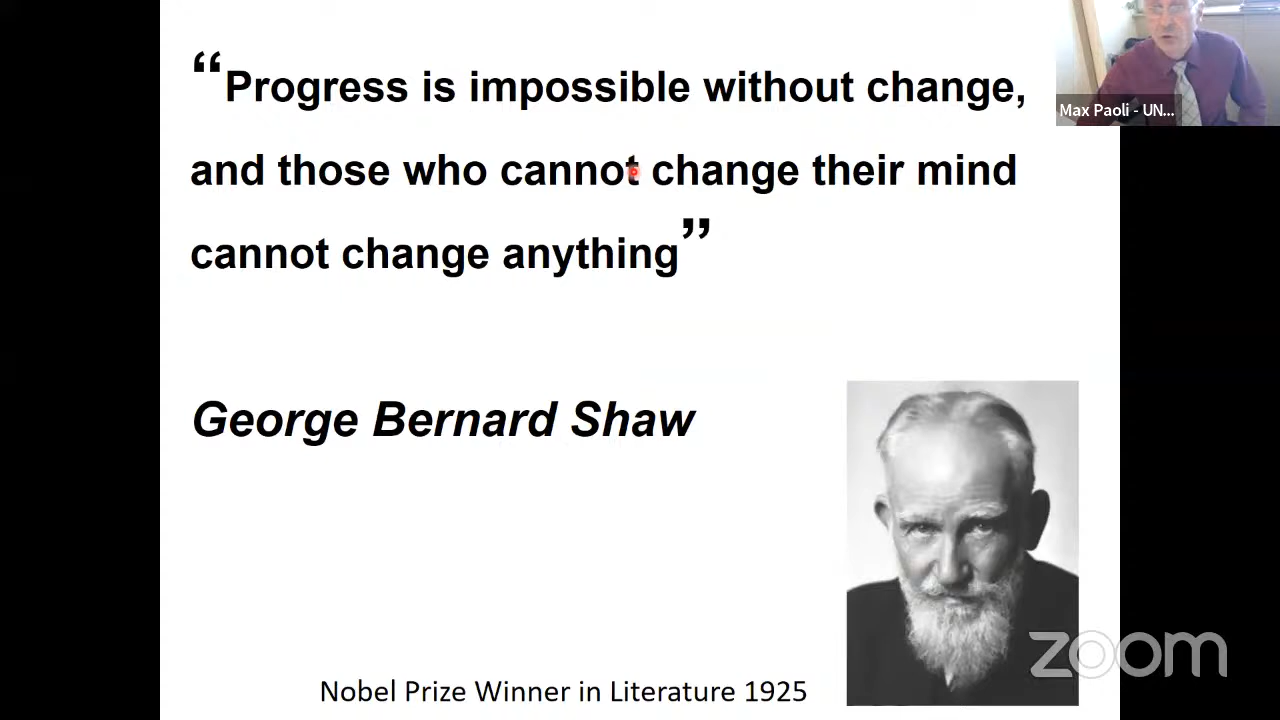 “Progress is impossible without change,
and those who cannot change their mind
cannot change anything”
George Bernard Shaw
Nobel Prize Winner in Literature 1925
Max Paoli - UN...
zoom